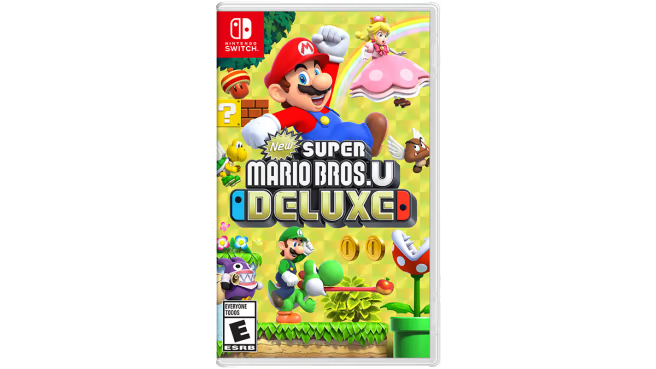 NINTENDO
SWITCH
M
?
New
SUPER
MARIO BROS.U
DELUXE
L
EVERYONE
TODOS
E
ESRB